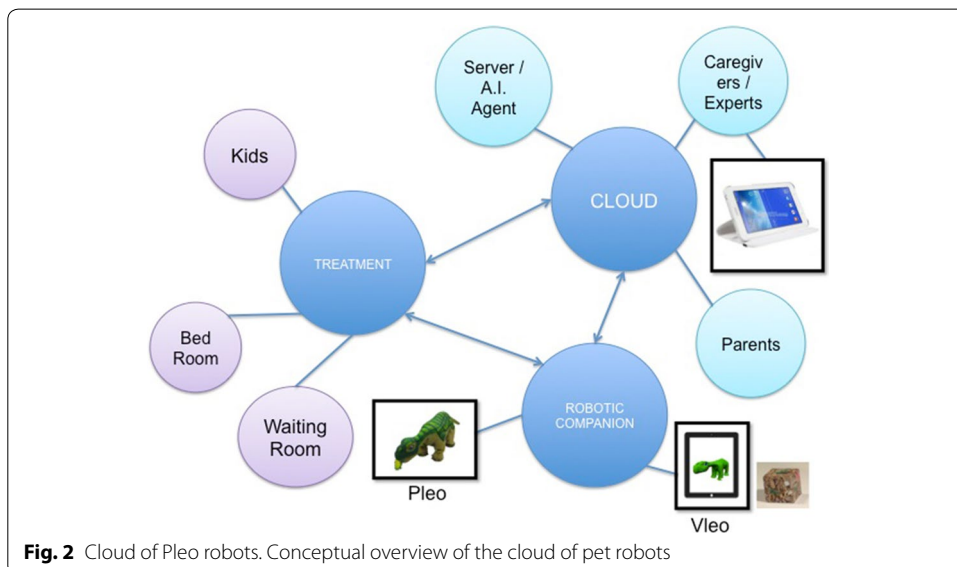 Server /
A.I.
Agent
Caregiv
ers /
Experts
Kids
CLOUD
TREATMENT
Bed
Room
Parents
Waiting
Room
ROBOTIC
COMPANION
Pleo
Vleo
Fig. 2 Cloud of Pleo robots. Conceptual overview of the cloud of pet robots